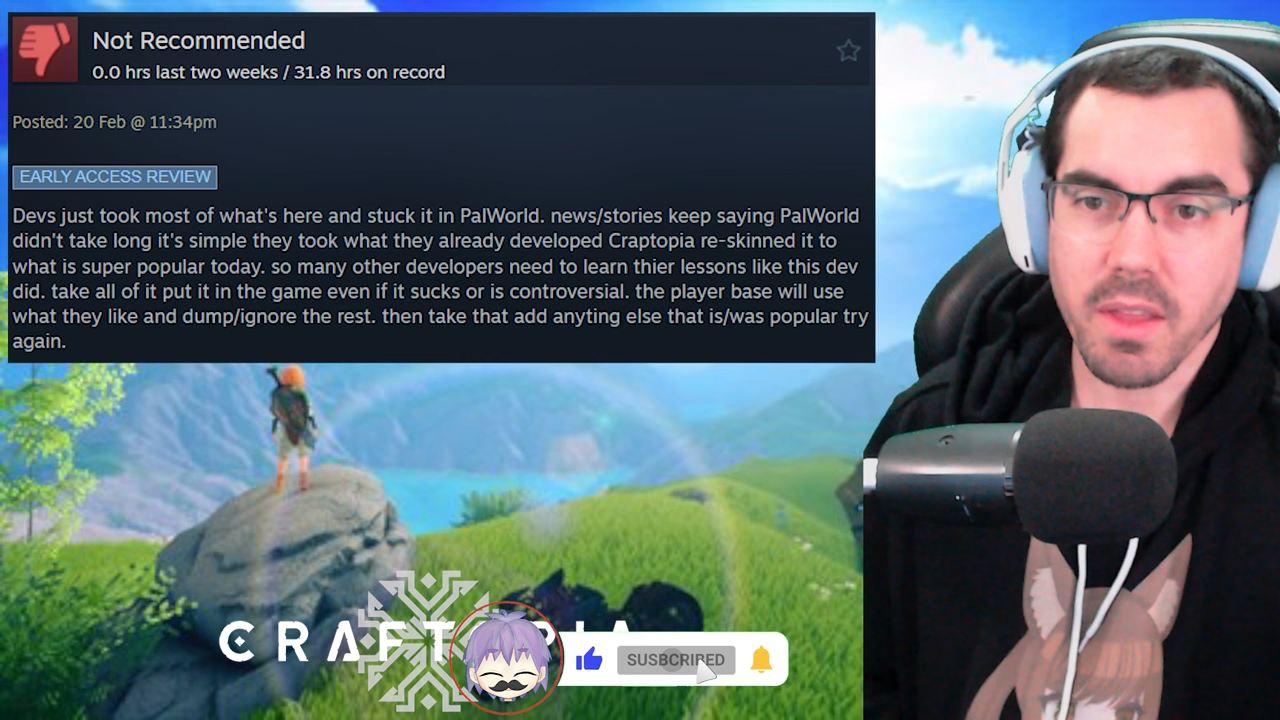 Not Recommended
0.0 hrs last two weeks / 31.8 hrs on record
Posted: 20 Feb @ 11:34pm
EARLY ACCESS REVIEW
Devs just took most of what's here and stuck it in PalWorld. news/stories keep saying PalWorld
didn't take long it's simple they took what they already developed Craptopia re-skinned it to
what is super popular today. so many other developers need to learn thier lessons like this dev
did. take all of it put it in the game even if it sucks or is controversial. the player base will use
what they like and dump/ignore the rest. then take that add anyting else that is/was popular try
again.
CRAFTOPIA
SUSBCRIBED